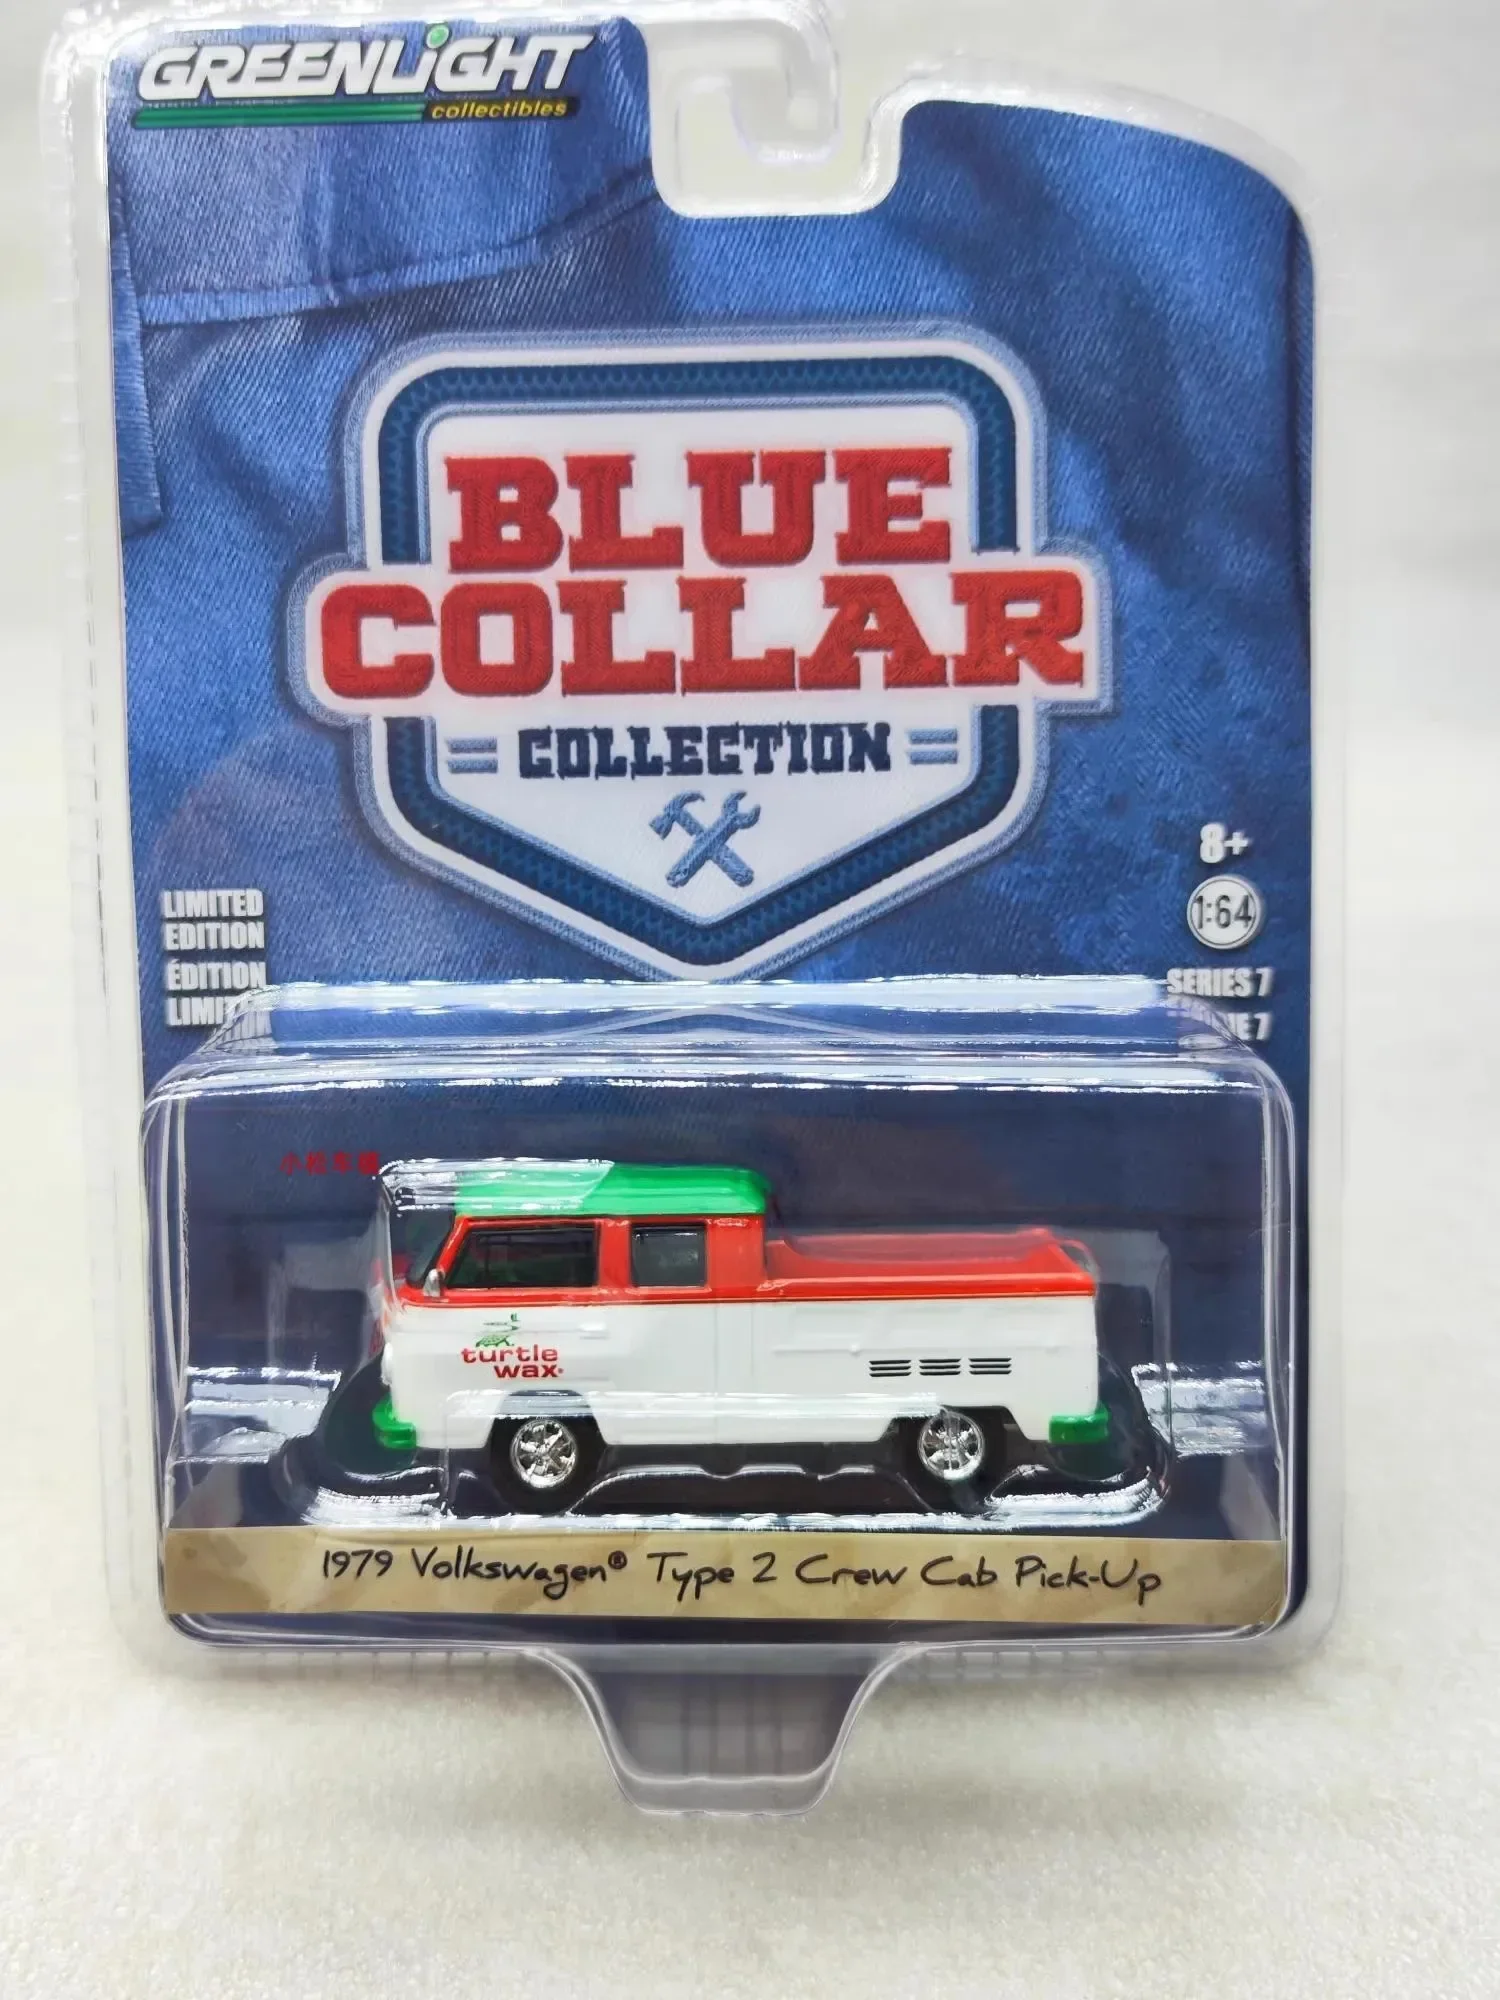 GREENLIGHT
collectibles
BLUE
COLLAR
COLLECTION
8+
1:64
LIMITED
EDITION
ÉDITION
SERIES 7
7
turtle
wax
1979 Volkswagen® Type 2 Crew Cab Pick-Up